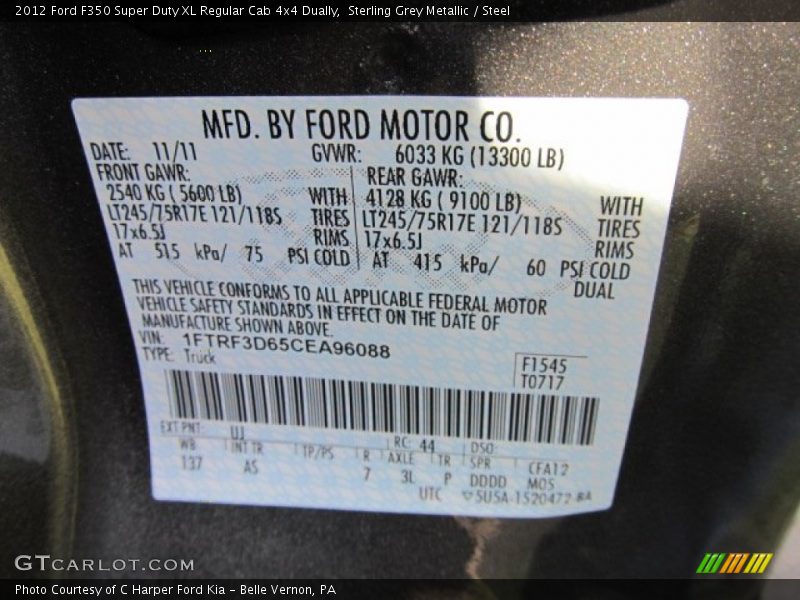 2012 Ford F350 Super Duty XL Regular Cab 4x4 Dually,  Sterling Grey Metallic / Steel
MFD. BY FORD MOTOR CO.
DATE: 11/11 GVWR: 6033 KG (13300 LB)
FRONT GAWR: REAR GAWR:
2540 KG ( 5600 LB) WITH 4128 KG ( 9100 LB) WITH
LT245/75R17E 121/118S TIRES LT245/75R17E 121/118S TIRES
17x6.5J RIMS 17x6.5J RIMS
AT 515 kPa/ 75 PSI COLD AT 415 kPa/ 60 PSI COLD
DUAL
THIS VEHICLE CONFORMS TO ALL APPLICABLE FEDERAL MOTOR
VEHICLE SAFETY STANDARDS IN EFFECT ON THE DATE OF
MANUFACTURE SHOWN ABOVE.
VIN: 1FTRF3D65CEA96088
TYPE: Truck
F1545
T0717
EXT PNT: UJ RC: 44 DSO:
WB INT TR TP/PS R AXLE TR SPR CFA12
137 AS 7 3L P DDDD MOS
UTC ▽5U5A-1520472-BA
GTCARLOT.COM
Photo Courtesy of C Harper Ford Kia – Belle Vernon, PA